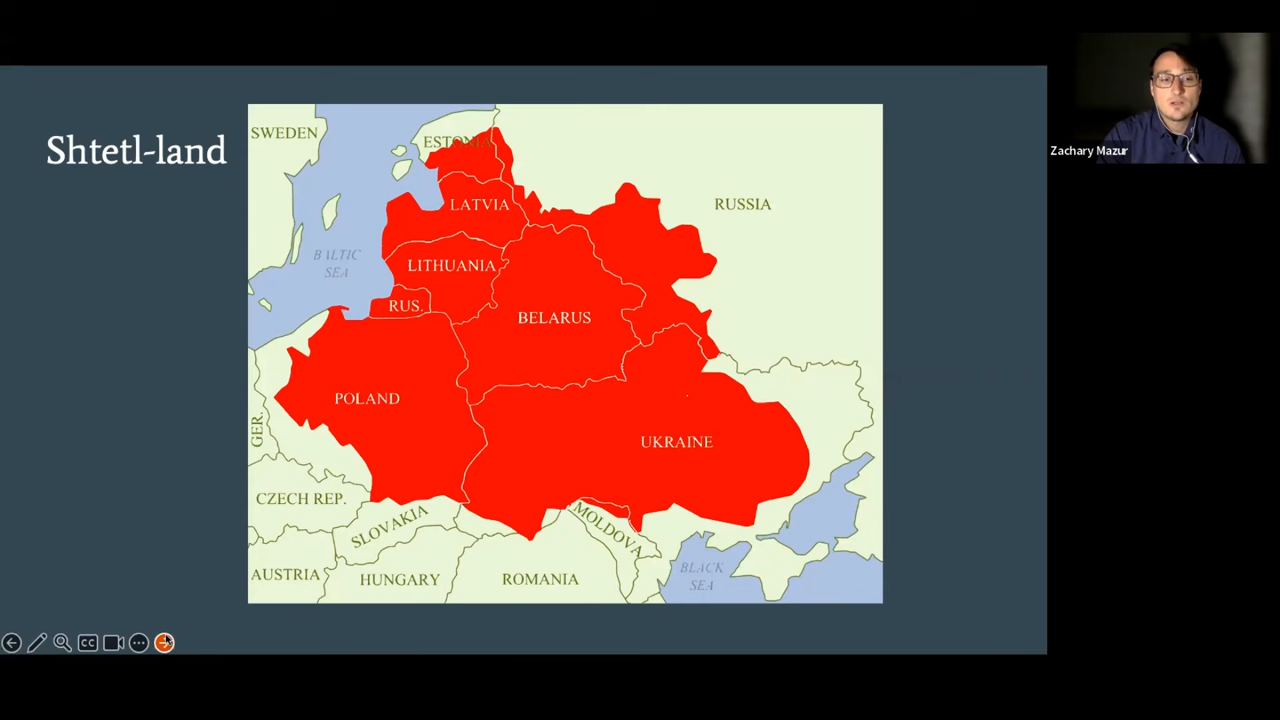 Shtetl-land
SWEDEN
ESTONIA
LATVIA
RUSSIA
BALTIC
SEA
LITHUANIA
RUS.
BELARUS
POLAND
GER.
UKRAINE
CZECH REP.
SLOVAKIA
MOLDOVA
AUSTRIA
HUNGARY
ROMANIA
BLACK
SEA
CC
Zachary Mazur